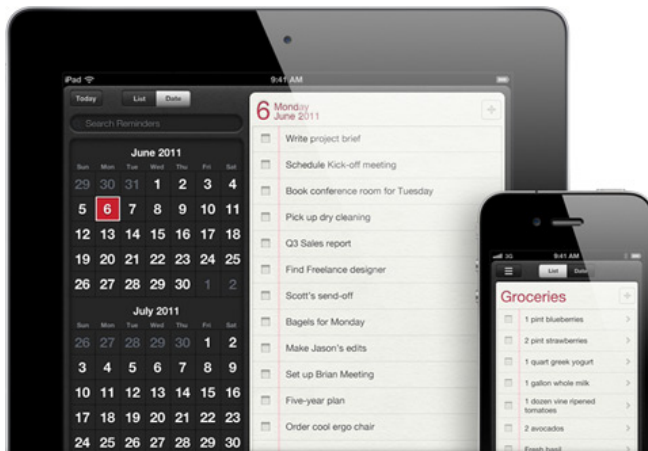 iPad 9:41 AM
Today List Date
Search Reminders
June 2011
Sun Mon Tue Wed Thu Fri Sat
29 30 31 1 2 3 4
5 6 7 8 9 10 11
12 13 14 15 16 17 18
19 20 21 22 23 24 25
26 27 28 29 30 1 2
July 2011
Sun Mon Tue Wed Thu Fri Sat
26 27 28 29 30 1 2
3 4 5 6 7 8 9
10 11 12 13 14 15 16
17 18 19 20 21 22 23
24 25 26 27 28 29 30
6 Monday
June 2011
Write project brief
Schedule Kick-off meeting
Book conference room for Tuesday
Pick up dry cleaning
Q3 Sales report
Find Freelance designer
Scott's send-off
Bagels for Monday
Make Jason's edits
Set up Brian Meeting
Five-year plan
Order cool ergo chair
3G 9:41 AM
List Date
Groceries
1 pint blueberries
2 pint strawberries
1 quart greek yogurt
1 gallon whole milk
1 dozen vine ripened
tomatoes
2 avocados
Fresh basil